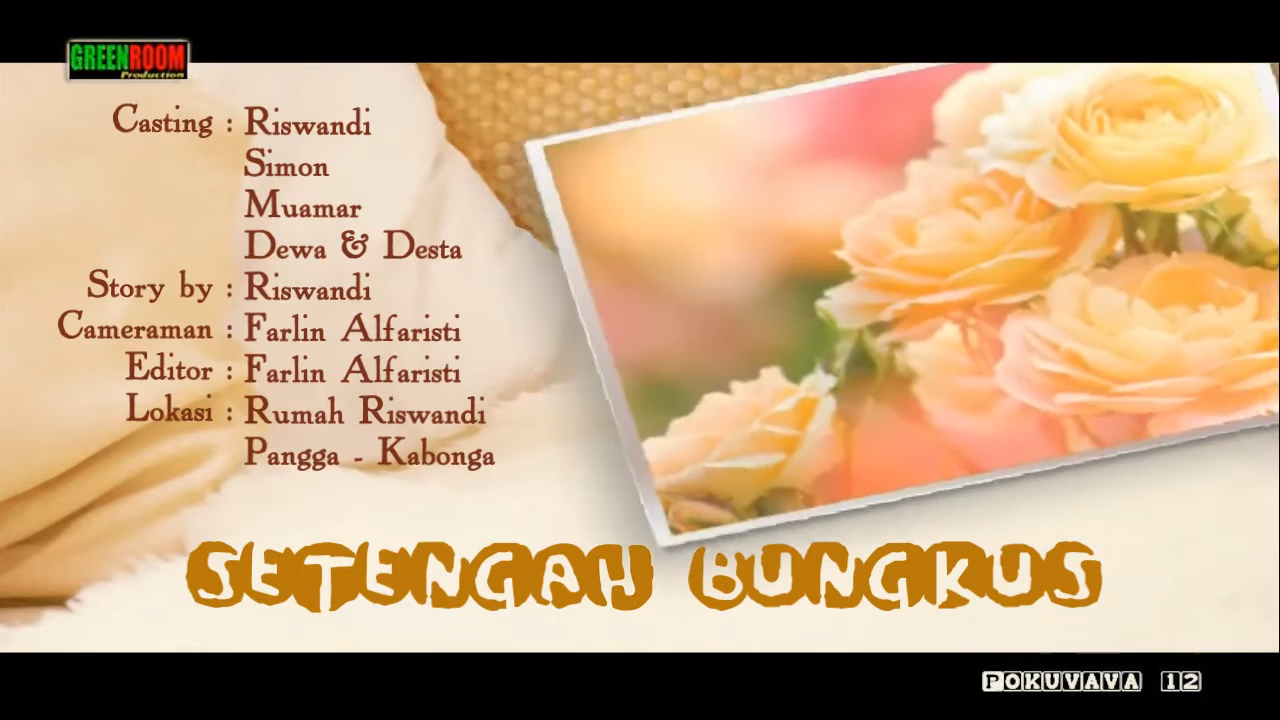 GREENROOM
Production
Casting : Riswandi
Simon
Muamar
Dewa & Desta
Story by : Riswandi
Cameraman : Farlin Alfaristi
Editor : Farlin Alfaristi
Lokasi : Rumah Riswandi
Pangga - Kabonga
SETENGAH BUNGKUS
POKUVAVA 12